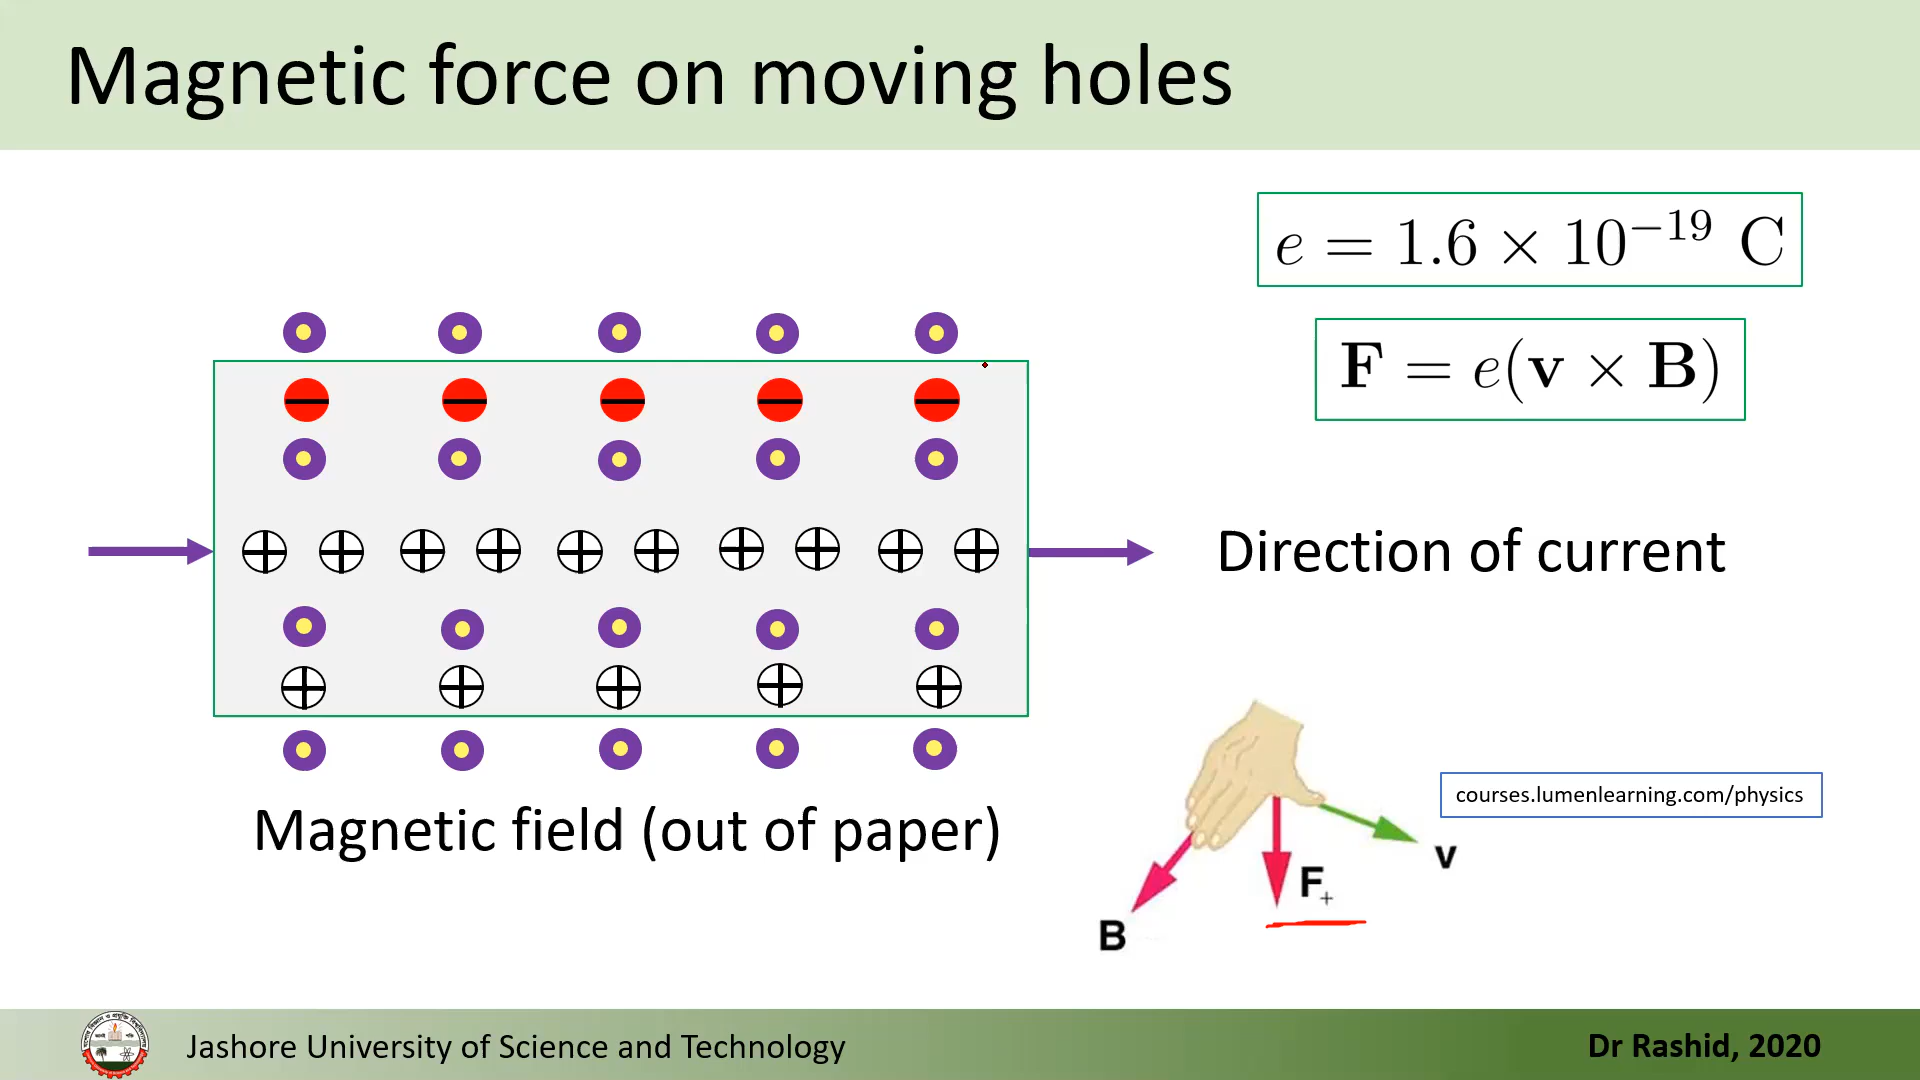 Magnetic force on moving holes
e = 1.6 × 10⁻¹⁹ C
F = e(v × B)
Direction of current
Magnetic field (out of paper)
courses.lumenlearning.com/physics
v
F₊
B
Jashore University of Science and Technology
Dr Rashid, 2020